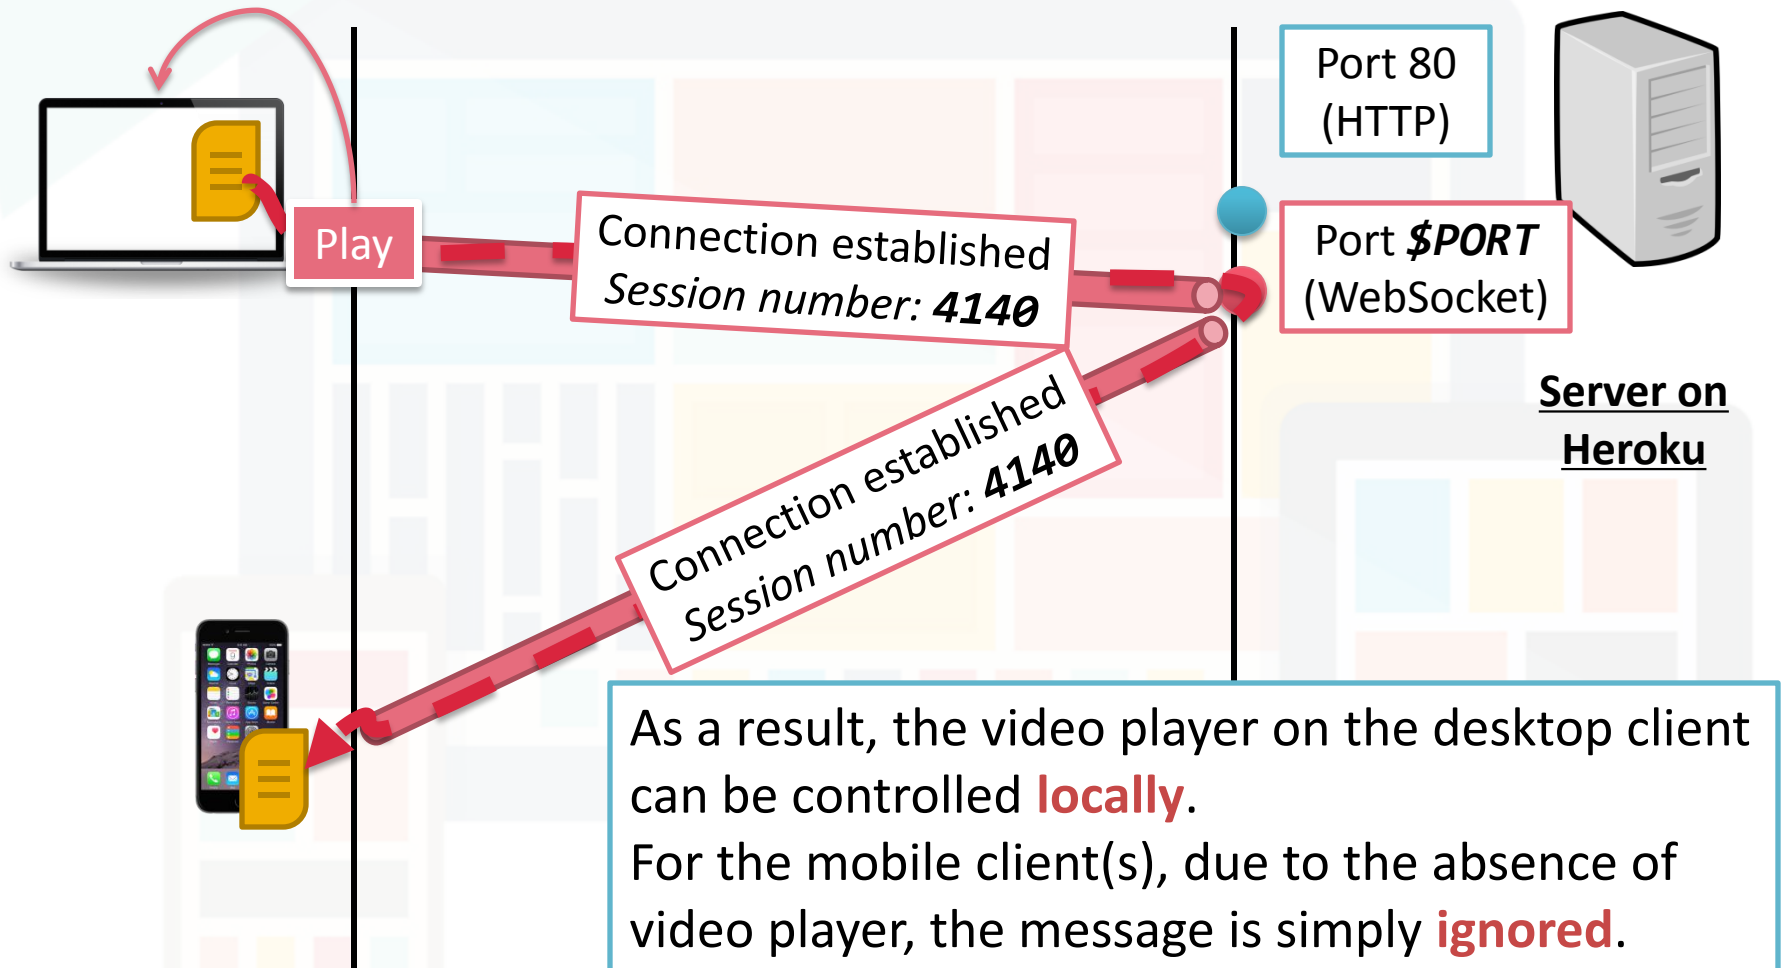 Port 80
(HTTP)
Play
Connection established
Session number: 4140
Port $PORT
(WebSocket)
Connection established
Session number: 4140
Server on
Heroku
As a result, the video player on the desktop client
can be controlled locally.
For the mobile client(s), due to the absence of
video player, the message is simply ignored.